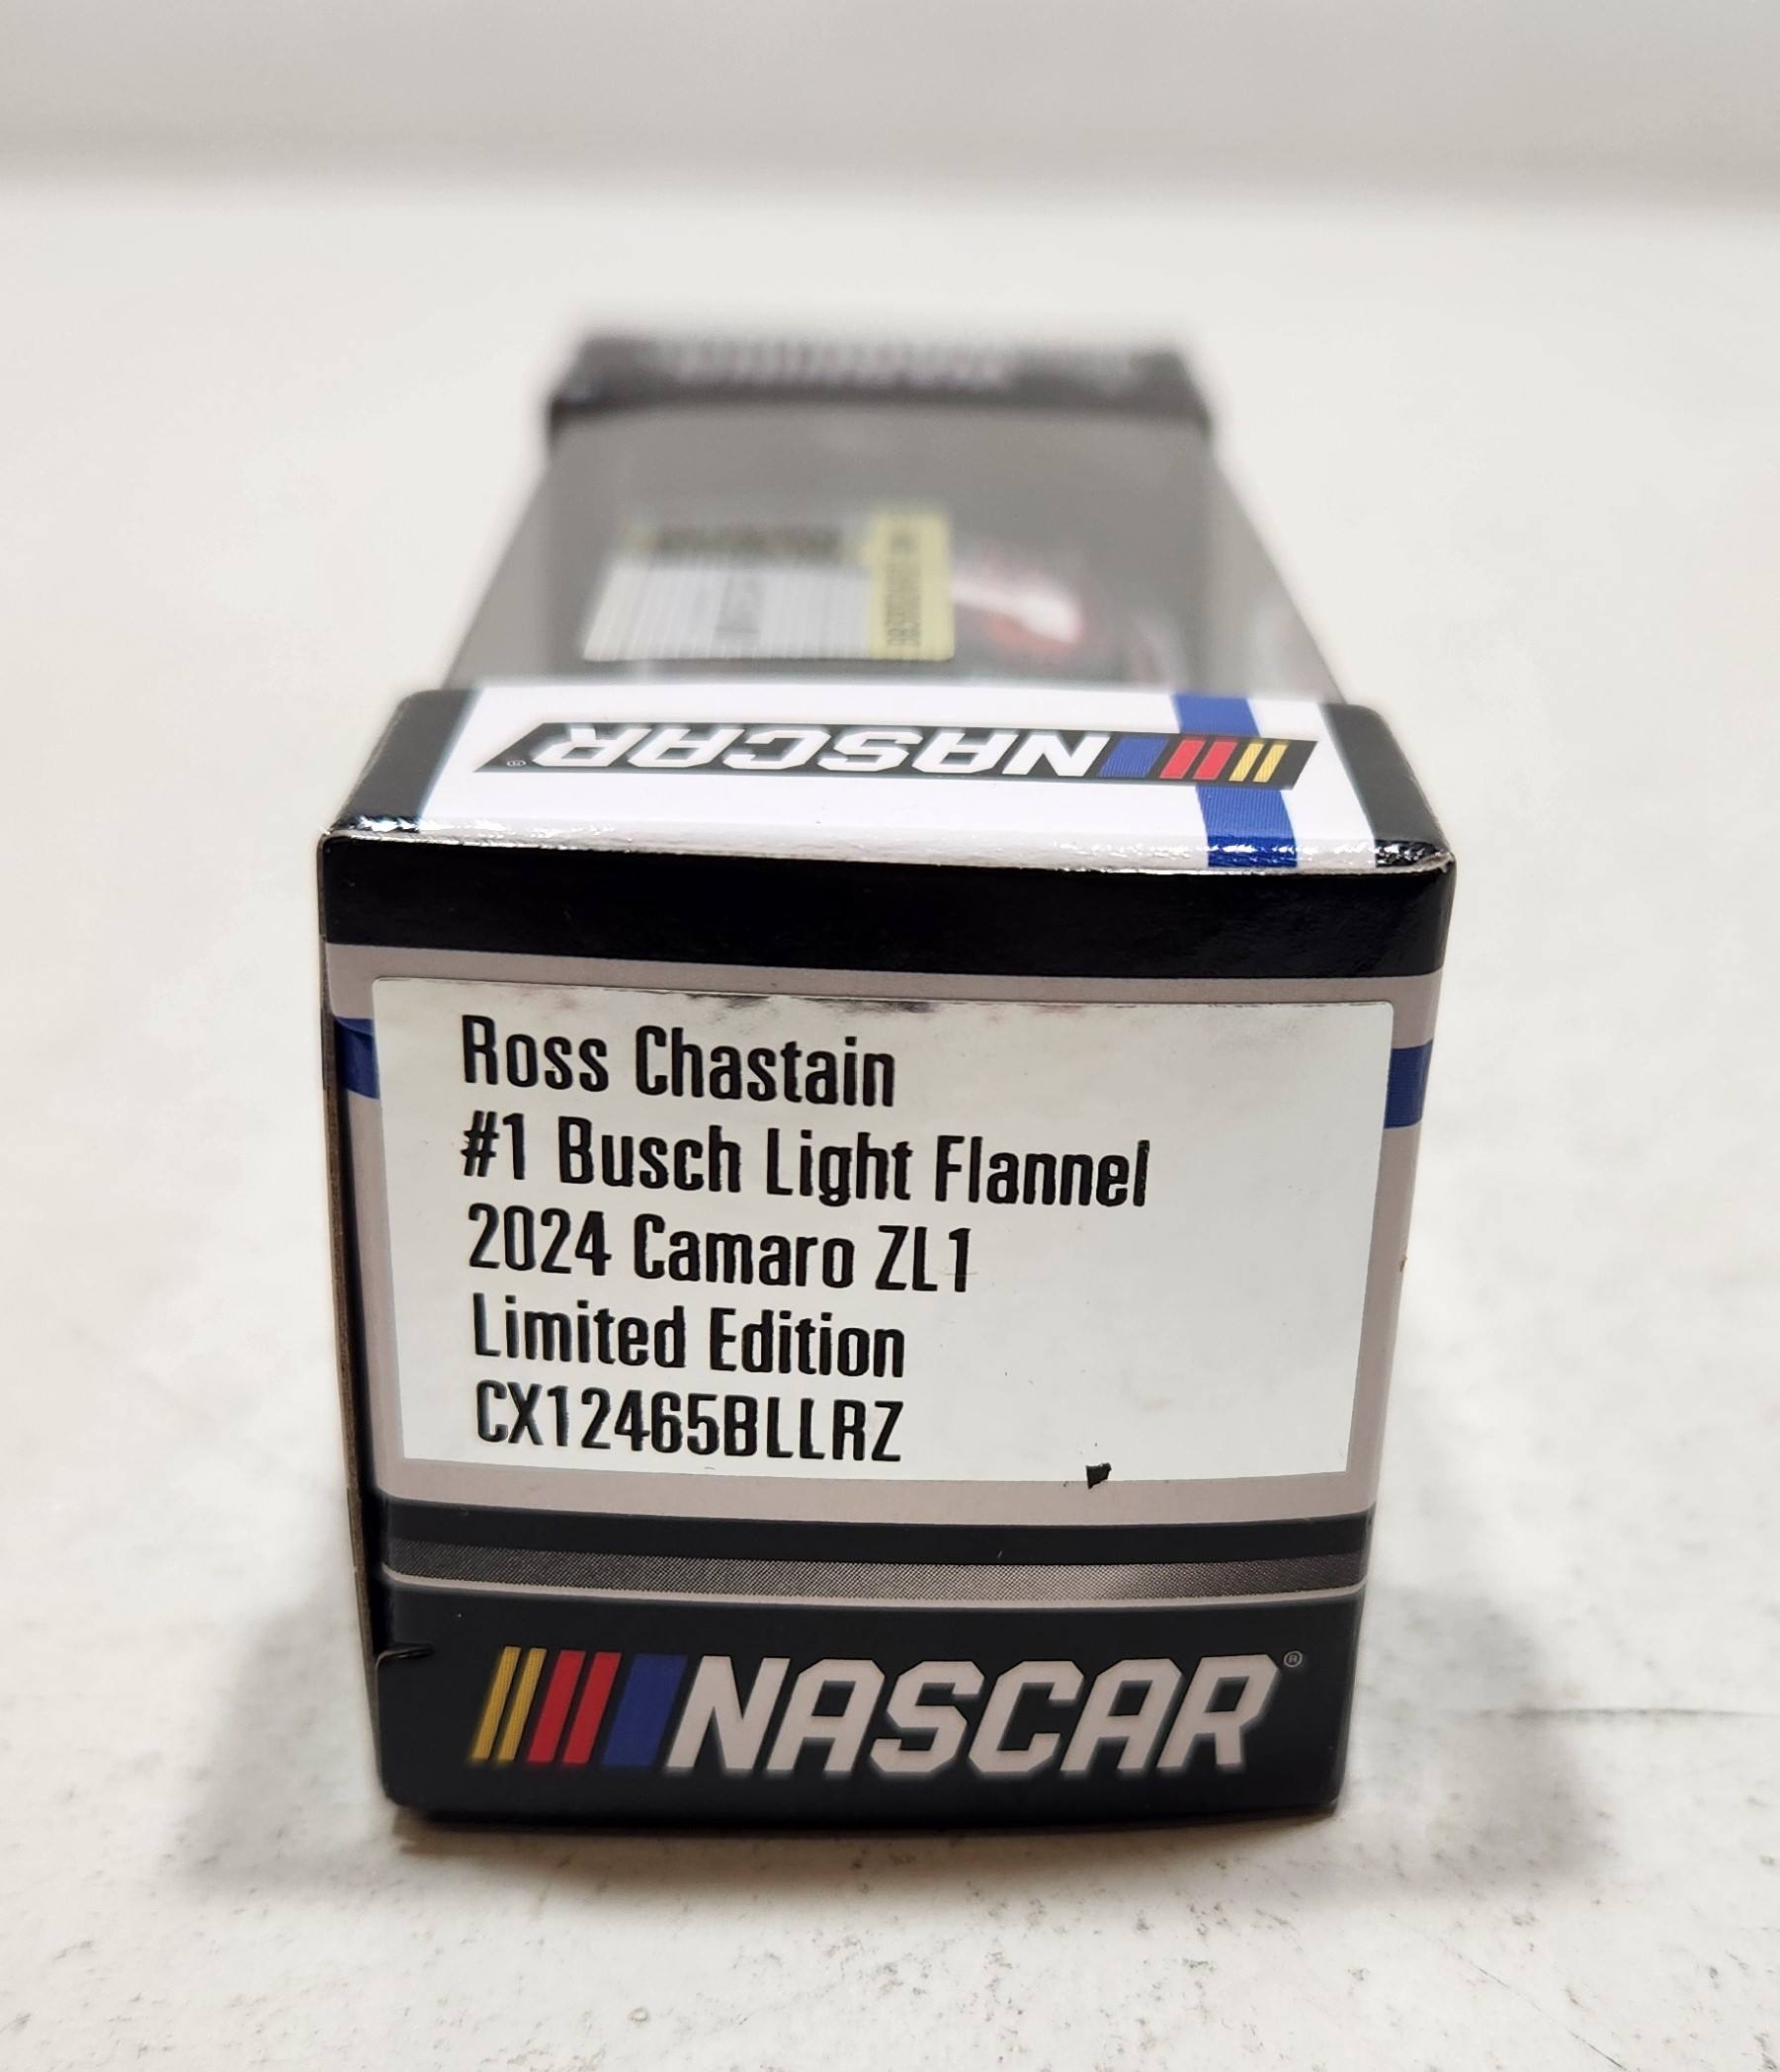 NASCAR®
Ross Chastain
#1 Busch Light Flannel
2024 Camaro ZL1
Limited Edition
CX12465BLLRZ
NASCAR®